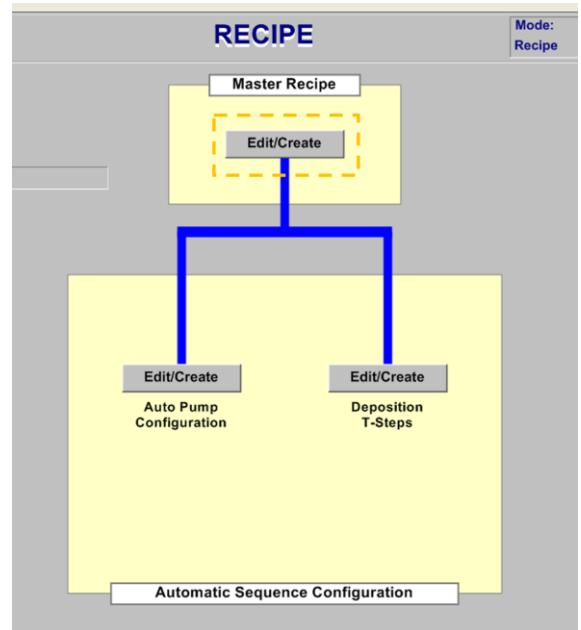 RECIPE
Mode:
Recipe
Master Recipe
Edit/Create
Edit/Create
Edit/Create
Auto Pump
Configuration
Deposition
T-Steps
Automatic Sequence Configuration